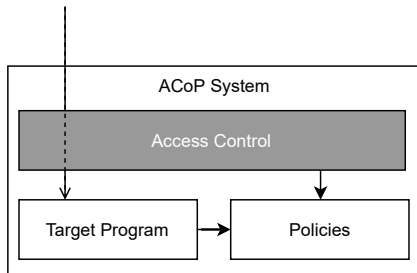 ACoP System
Access Control
Target Program
Policies